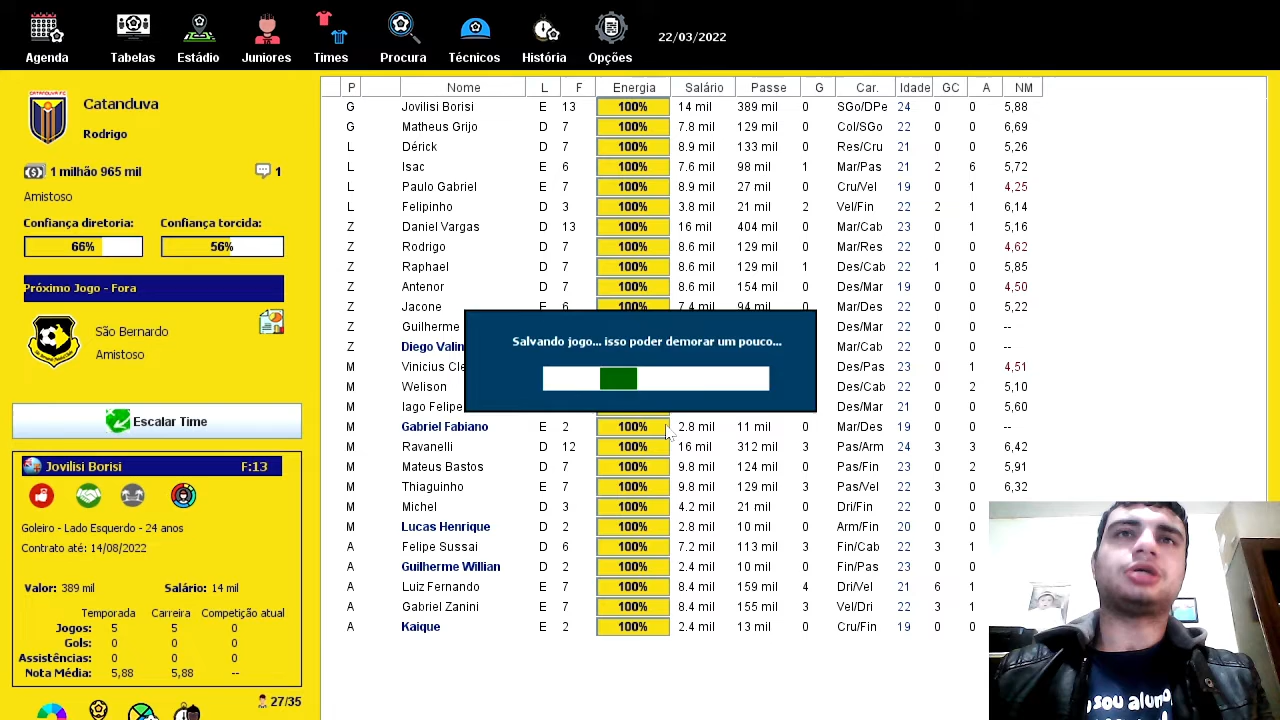 Agenda Tabelas Estádio Juniores Times Procura Técnicos História Opções 22/03/2022
CATANDUVA FC
Catanduva
Rodrigo
1 milhão 965 mil 1
Amistoso
Confiança diretoria: Confiança torcida:
66% 56%
Próximo Jogo - Fora
São Bernardo
Amistoso
Escalar Time
Jovilisi Borisi F:13
Goleiro - Lado Esquerdo - 24 anos
Contrato até: 14/08/2022
Valor: 389 mil Salário: 14 mil
Temporada Carreira Competição atual
Jogos: 5 5 0
Gols: 0 0 0
Assistências: 0 0 0
Nota Média: 5,88 5,88 --
27/35
P Nome L F Energia Salário Passe G Car. Idade GC A NM
G Jovilisi Borisi E 13 100% 14 mil 389 mil 0 SGo/DPe 24 0 0 5,88
G Matheus Grijo D 7 100% 7.8 mil 129 mil 0 Col/SGo 22 0 0 6,69
L Dérick D 7 100% 8.9 mil 133 mil 0 Res/Cru 21 0 0 5,26
L Isac E 6 100% 7.6 mil 98 mil 1 Mar/Pas 21 2 6 5,72
L Paulo Gabriel E 7 100% 8.9 mil 27 mil 0 Cru/Vel 19 0 0 4,25
L Felipinho D 3 100% 3.8 mil 21 mil 2 Vel/Fin 22 2 1 6,14
Z Daniel Vargas D 13 100% 16 mil 404 mil 0 Mar/Cab 23 0 1 5,16
Z Rodrigo D 7 100% 8.6 mil 129 mil 0 Mar/Res 22 0 0 4,62
Z Raphael D 7 100% 8.6 mil 129 mil 1 Des/Cab 22 1 0 5,85
Z Antenor D 7 100% 8.6 mil 154 mil 0 Des/Mar 19 0 0 4,50
Z Jacone E 6 100% 7.4 mil 94 mil 0 Mar/Des 22 0 0 5,22
Z Guilherme Des/Mar 22 0 0 --
Z Diego Valin Mar/Cab 22 0 0 --
M Vinicius Cle Des/Pas 23 0 1 4,51
M Welison Des/Cab 22 0 2 5,10
M Iago Felipe Des/Mar 21 0 0 5,60
M Gabriel Fabiano E 2 100% 2.8 mil 11 mil 0 Mar/Des 19 0 0 --
M Ravanelli D 12 100% 16 mil 312 mil 3 Pas/Arm 24 3 3 6,42
M Mateus Bastos D 7 100% 9.8 mil 124 mil 0 Pas/Fin 23 0 2 5,91
M Thiaguinho D 7 100% 9.8 mil 129 mil 3 Pas/Vel 22 3 0 6,32
M Michel D 3 100% 4.2 mil 21 mil 0 Dri/Fin 22 0 0
M Lucas Henrique D 2 100% 2.8 mil 10 mil 0 Arm/Fin 20 0 0
A Felipe Sussai D 6 100% 7.2 mil 113 mil 3 Fin/Cab 22 3 1
A Guilherme Willian D 2 100% 2.4 mil 10 mil 0 Fin/Pas 23 0 0
A Luiz Fernando E 7 100% 8.4 mil 159 mil 4 Dri/Vel 21 6 1
A Gabriel Zanini E 7 100% 8.4 mil 155 mil 3 Vel/Dri 22 3 1
A Kaique E 2 100% 2.4 mil 13 mil 0 Cru/Fin 19 0 0
Salvando jogo... isso poder demorar um pouco...
sou aluno